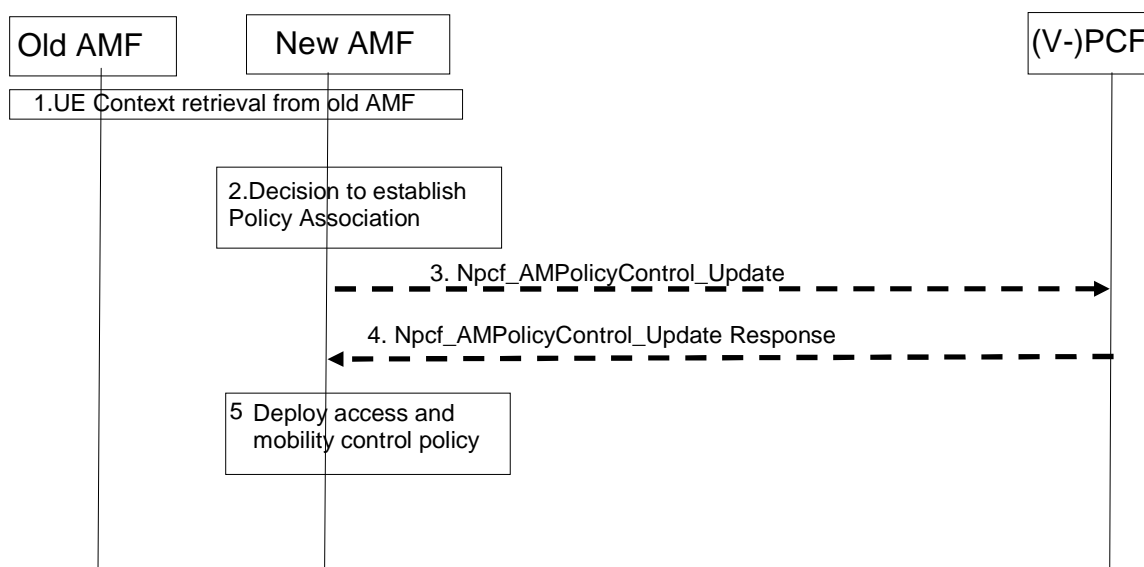 Old AMF
New AMF
(V-)PCF
1.UE Context retrieval from old AMF
2.Decision to establish
Policy Association
3. Npcf_AMPolicyControl_Update
4. Npcf_AMPolicyControl_Update Response
5 Deploy access and
mobility control policy